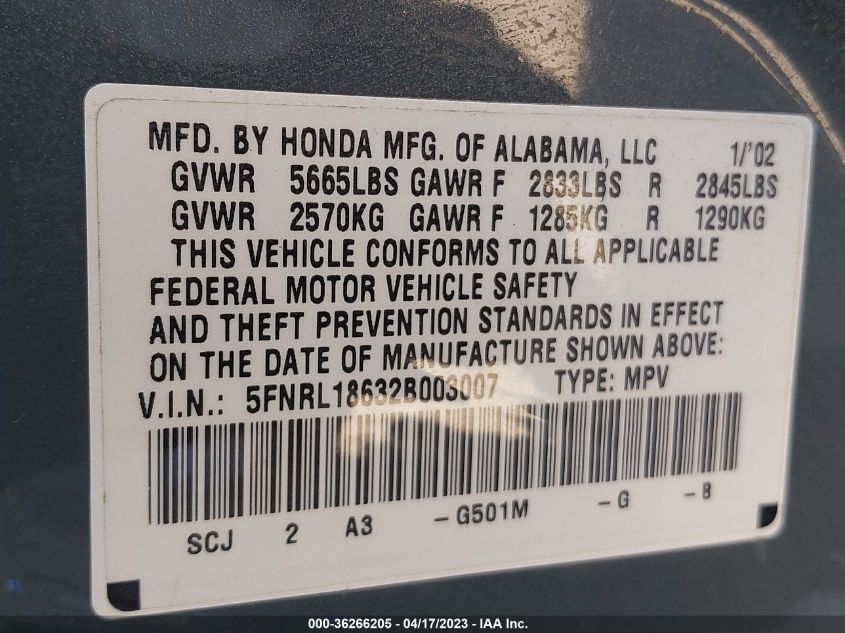 MFD. BY HONDA MFG. OF ALABAMA, LLC 1/'02
GVWR 5665LBS GAWR F 2833LBS R 2845LBS
GVWR 2570KG GAWR F 1285KG R 1290KG
THIS VEHICLE CONFORMS TO ALL APPLICABLE
FEDERAL MOTOR VEHICLE SAFETY
AND THEFT PREVENTION STANDARDS IN EFFECT
ON THE DATE OF MANUFACTURE SHOWN ABOVE:
V.I.N.: 5FNRL18632B003007 TYPE: MPV
SCJ 2 A3 - G501M - G - 8
000-36266205 - 04/17/2023 - IAA Inc.